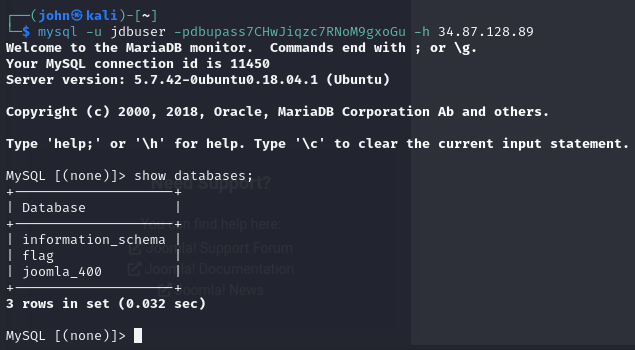 ┌──(john㉿kali)-[~]
└─$ mysql -u jdbuser -pdbupass7CHwJiqzc7RNoM9gxoGu -h 34.87.128.89
Welcome to the MariaDB monitor.  Commands end with ; or \g.
Your MySQL connection id is 11450
Server version: 5.7.42-0ubuntu0.18.04.1 (Ubuntu)
Copyright (c) 2000, 2018, Oracle, MariaDB Corporation Ab and others.
Type 'help;' or '\h' for help. Type '\c' to clear the current input statement.
MySQL [(none)]> show databases;
+--------------------+
| Database           |
+--------------------+
| information_schema |
| flag               |
| joomla_400         |
+--------------------+
3 rows in set (0.032 sec)
MySQL [(none)]>
Need Support?
You can find help here:
Joomla! Support Forum
Joomla! Documentation
Joomla! News